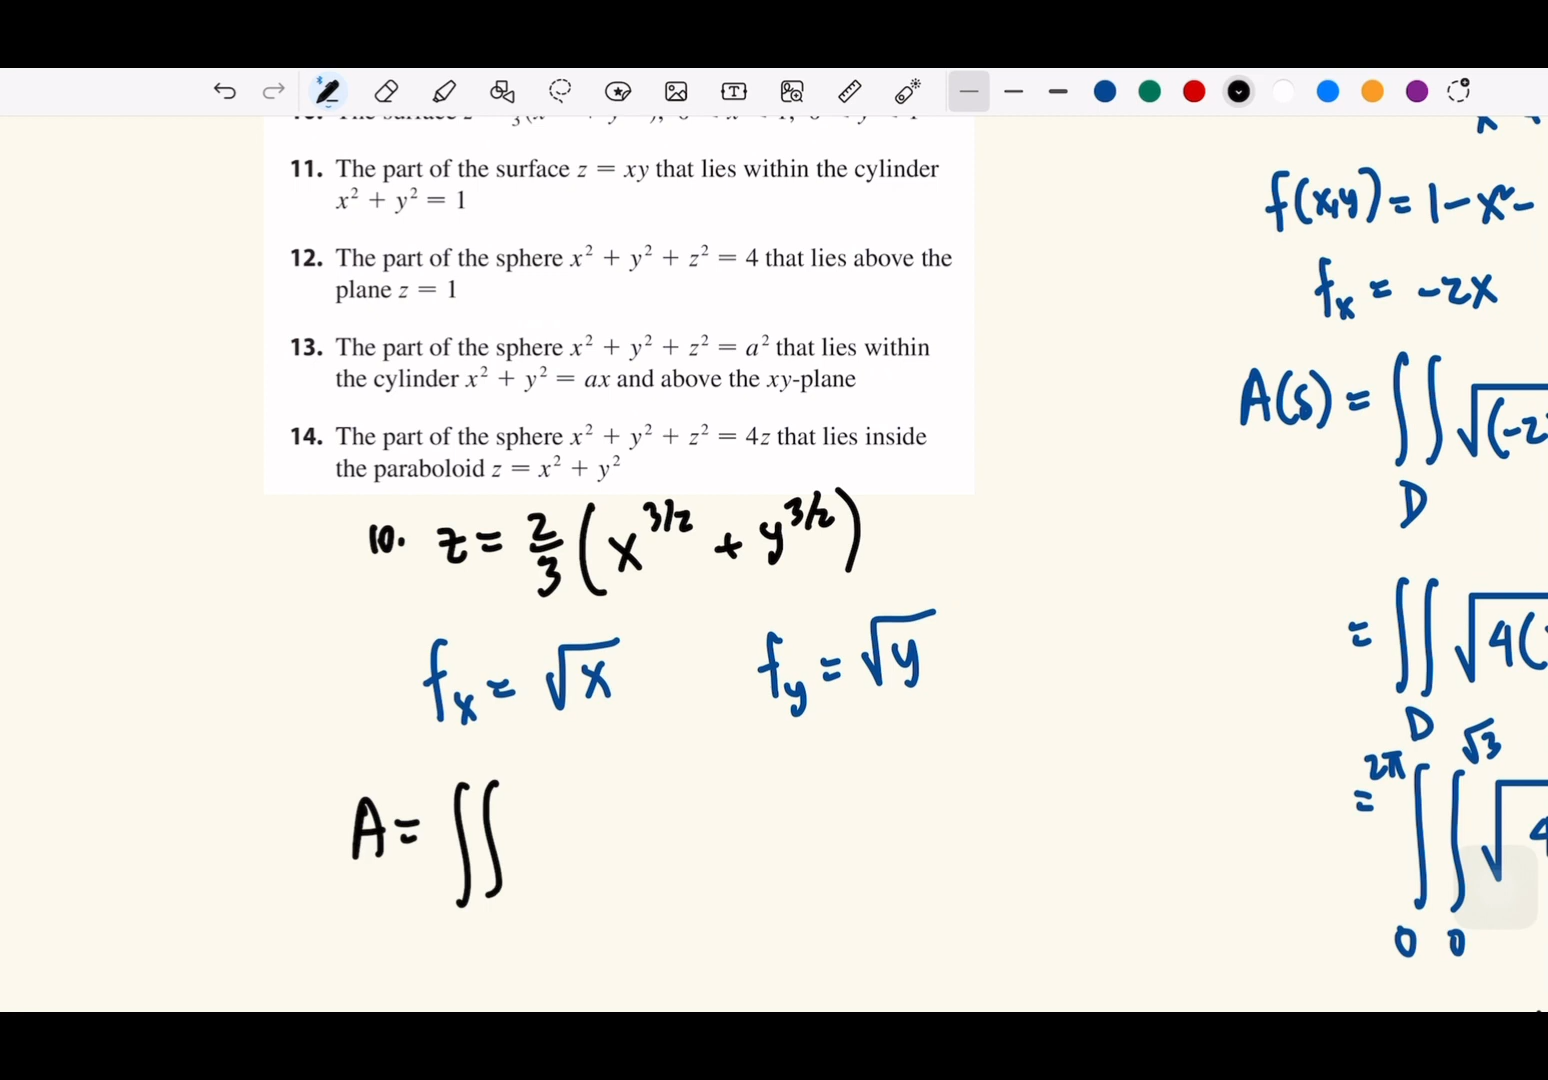 11. The part of the surface z = xy that lies within the cylinder
x² + y² = 1
12. The part of the sphere x² + y² + z² = 4 that lies above the
plane z = 1
13. The part of the sphere x² + y² + z² = a² that lies within
the cylinder x² + y² = ax and above the xy-plane
14. The part of the sphere x² + y² + z² = 4z that lies inside
the paraboloid z = x² + y²
10. z = 2/3 (x^3/2 + y^3/2)
fx = √x fy = √y
A = ∫∫
f(x,y) = 1 - x² -
fx = -2x
A(S) = ∫∫ √(-2
D
= ∫∫ √4(
D
= 2π √3
∫∫ √4
0 0